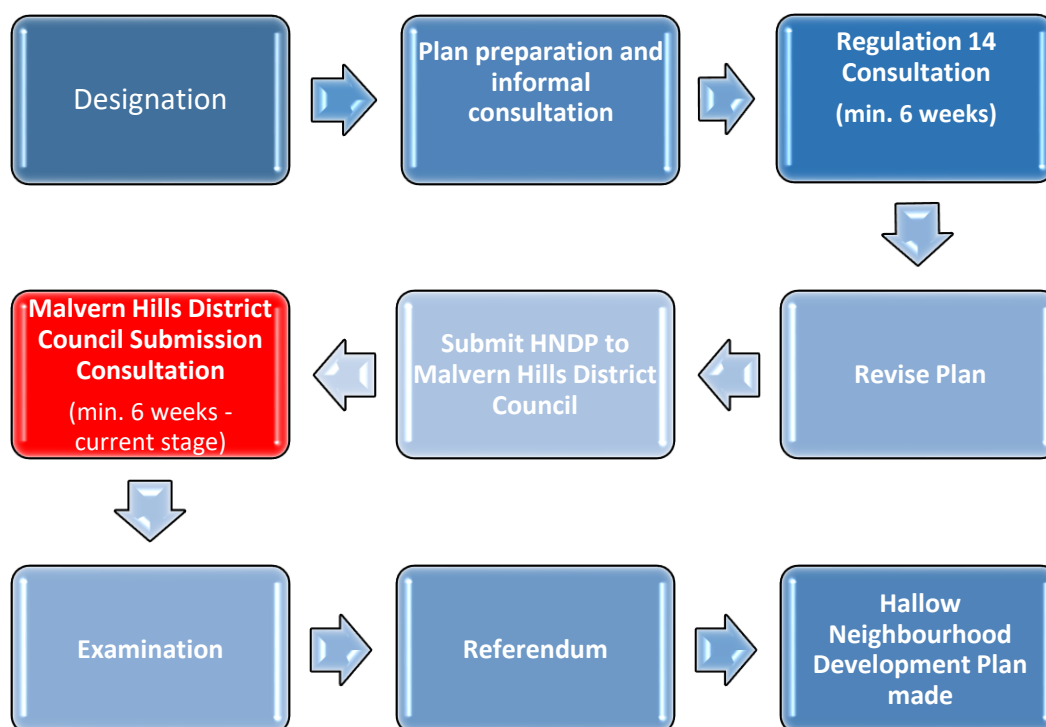 Designation
Plan preparation and
informal
consultation
Regulation 14
Consultation
(min. 6 weeks)
Malvern Hills District
Council Submission
Consultation
(min. 6 weeks -
current stage)
Submit HNDP to
Malvern Hills District
Council
Revise Plan
Examination
Referendum
Hallow
Neighbourhood
Development Plan
made